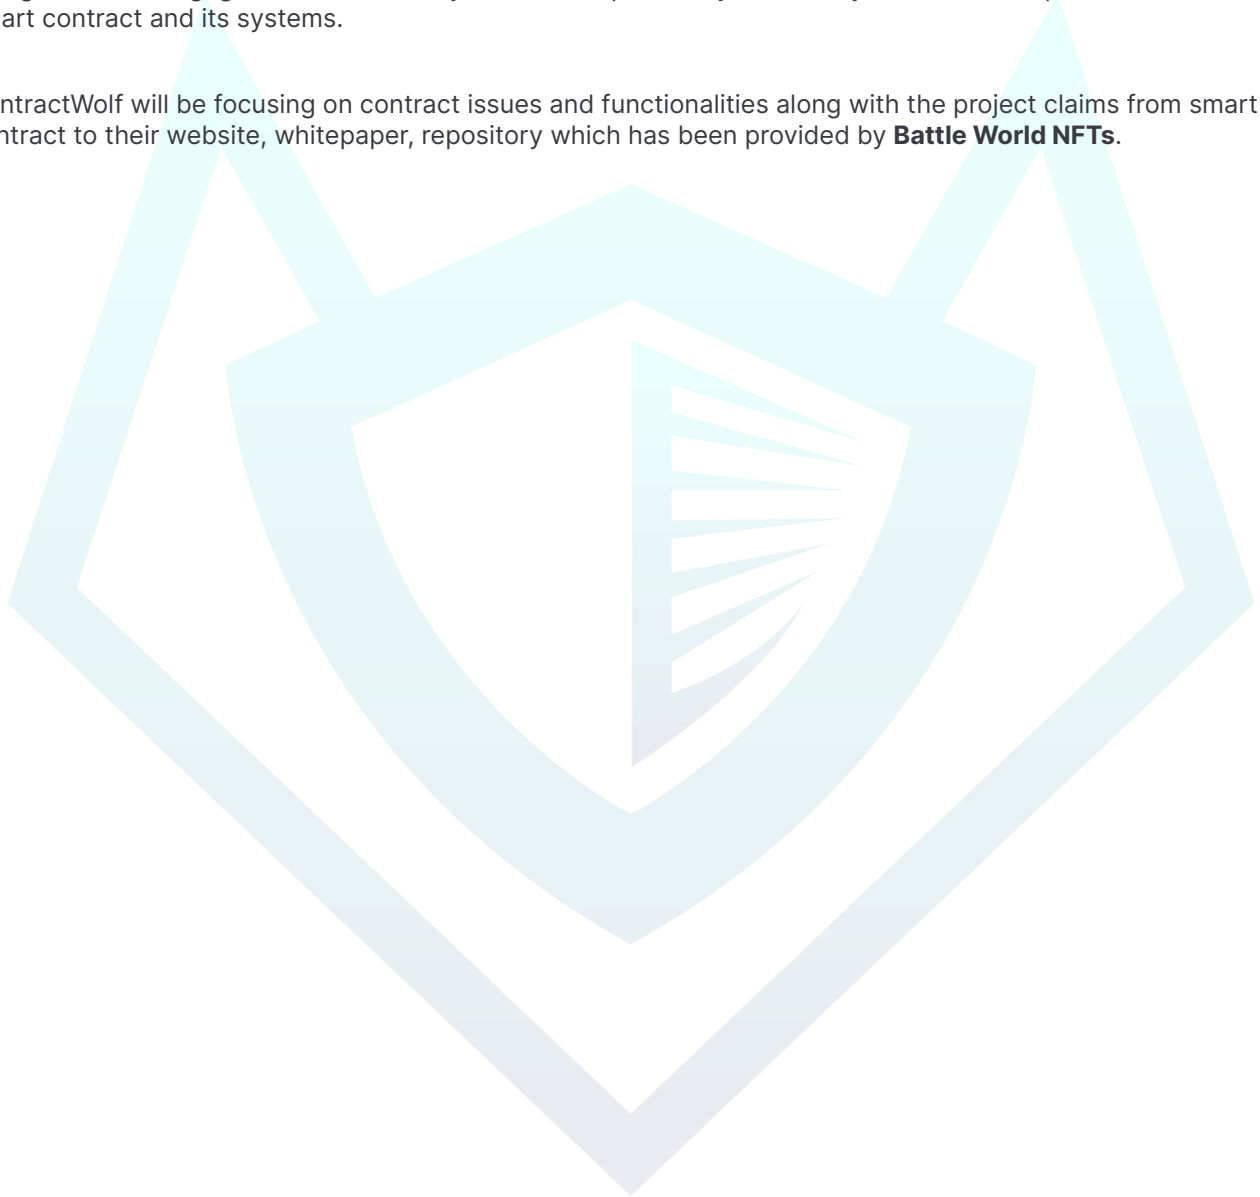 art contract and its systems.
ntractWolf will be focusing on contract issues and functionalities along with the project claims from smart
ntract to their website, whitepaper, repository which has been provided by Battle World NFTs.